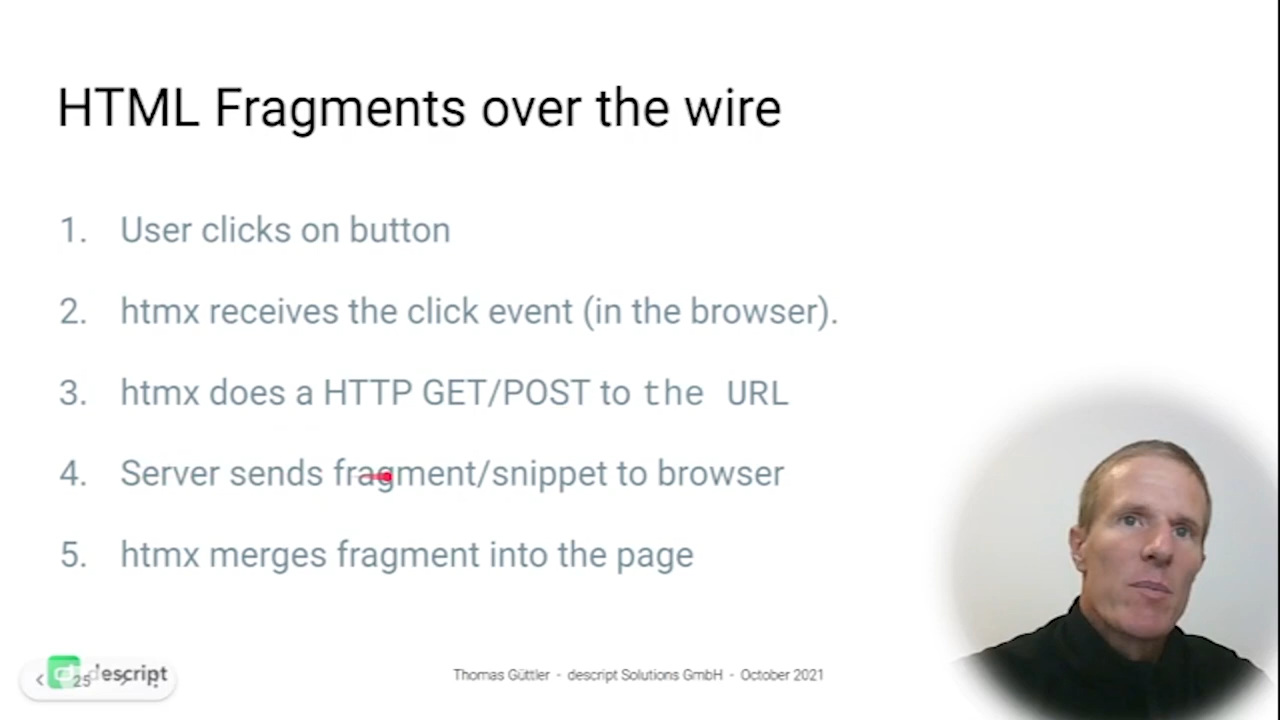 HTML Fragments over the wire
1. User clicks on button
2. htmx receives the click event (in the browser).
3. htmx does a HTTP GET/POST to the URL
4. Server sends fragment/snippet to browser
5. htmx merges fragment into the page
descript
25
Thomas Güttler - descript Solutions GmbH - October 2021